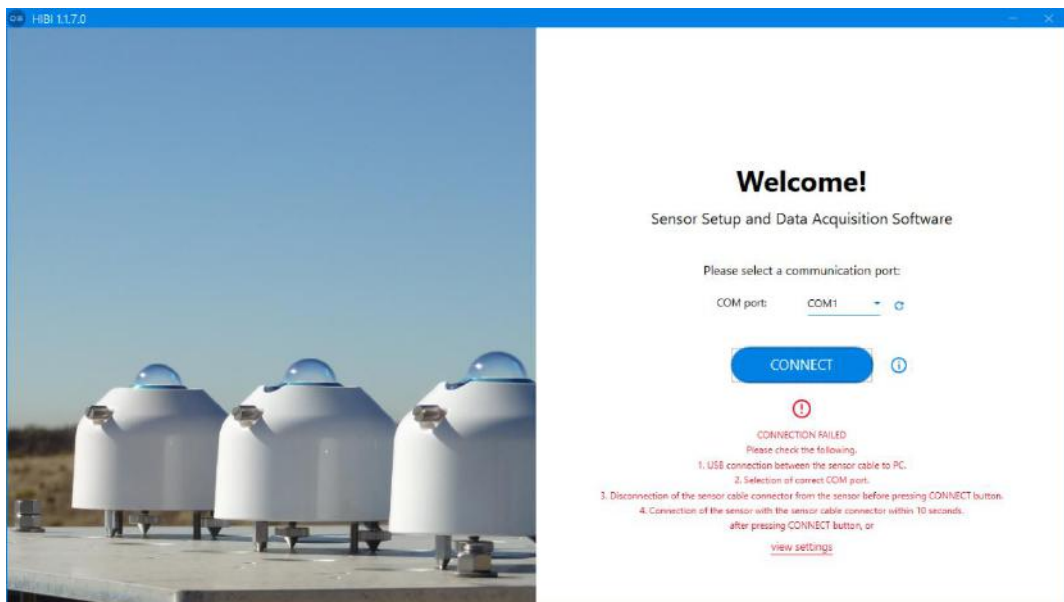 HIBI 1.1.7.0
Welcome!
Sensor Setup and Data Acquisition Software
Please select a communication port:
COM port: COM1
CONNECT
CONNECTION FAILED
Please check the following.
1. USB connection between the sensor cable to PC.
2. Selection of correct COM port.
3. Disconnection of the sensor cable connector from the sensor before pressing CONNECT button.
4. Connection of the sensor with the sensor cable connector within 10 seconds.
after pressing CONNECT button, or
view settings